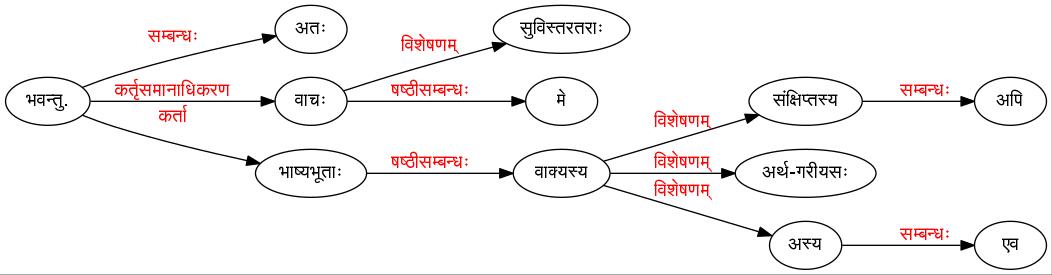 अतः
सुविस्तरतराः
सम्बन्धः
विशेषणम्
भवन्तु.
कर्तृसमानाधिकरण
वाचः
षष्ठीसम्बन्धः
मे
संक्षिप्तस्य
सम्बन्धः
अपि
कर्ता
विशेषणम्
भाष्यभूताः
षष्ठीसम्बन्धः
वाक्यस्य
विशेषणम्
अर्थ-गरीयसः
विशेषणम्
अस्य
सम्बन्धः
एव